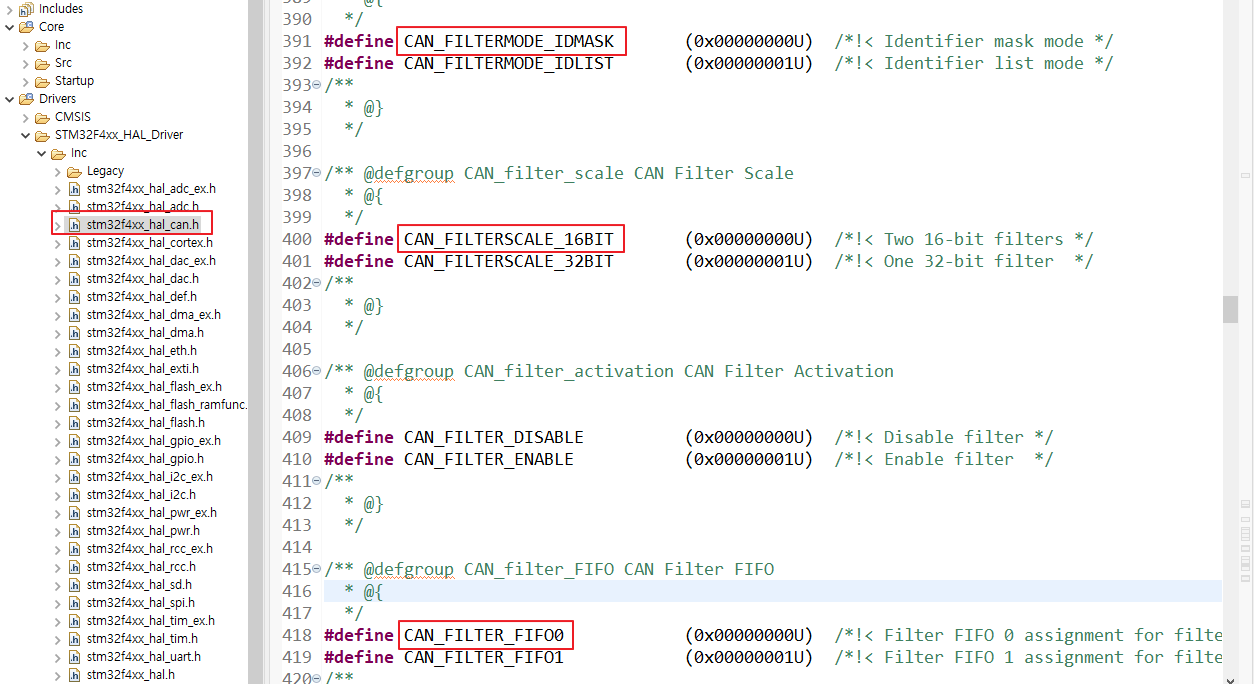 Includes
Core
Inc
Src
Startup
Drivers
CMSIS
STM32F4xx_HAL_Driver
Inc
Legacy
stm32f4xx_hal_adc_ex.h
stm32f4xx_hal_adc.h
stm32f4xx_hal_can.h
stm32f4xx_hal_cortex.h
stm32f4xx_hal_dac_ex.h
stm32f4xx_hal_dac.h
stm32f4xx_hal_def.h
stm32f4xx_hal_dma_ex.h
stm32f4xx_hal_dma.h
stm32f4xx_hal_eth.h
stm32f4xx_hal_exti.h
stm32f4xx_hal_flash_ex.h
stm32f4xx_hal_flash_ramfunc.
stm32f4xx_hal_flash.h
stm32f4xx_hal_gpio_ex.h
stm32f4xx_hal_gpio.h
stm32f4xx_hal_i2c_ex.h
stm32f4xx_hal_i2c.h
stm32f4xx_hal_pwr_ex.h
stm32f4xx_hal_pwr.h
stm32f4xx_hal_rcc_ex.h
stm32f4xx_hal_rcc.h
stm32f4xx_hal_sd.h
stm32f4xx_hal_spi.h
stm32f4xx_hal_tim_ex.h
stm32f4xx_hal_tim.h
stm32f4xx_hal_uart.h
stm32f4xx_hal.h
389 * @{
390 */
391 #define CAN_FILTERMODE_IDMASK (0x00000000U) /*!< Identifier mask mode */
392 #define CAN_FILTERMODE_IDLIST (0x00000001U) /*!< Identifier list mode */
393 /**
394 * @}
395 */
396
397 /** @defgroup CAN_filter_scale CAN Filter Scale
398 * @{
399 */
400 #define CAN_FILTERSCALE_16BIT (0x00000000U) /*!< Two 16-bit filters */
401 #define CAN_FILTERSCALE_32BIT (0x00000001U) /*!< One 32-bit filter */
402 /**
403 * @}
404 */
405
406 /** @defgroup CAN_filter_activation CAN Filter Activation
407 * @{
408 */
409 #define CAN_FILTER_DISABLE (0x00000000U) /*!< Disable filter */
410 #define CAN_FILTER_ENABLE (0x00000001U) /*!< Enable filter */
411 /**
412 * @}
413 */
414
415 /** @defgroup CAN_filter_FIFO CAN Filter FIFO
416 * @{
417 */
418 #define CAN_FILTER_FIFO0 (0x00000000U) /*!< Filter FIFO 0 assignment for filte
419 #define CAN_FILTER_FIFO1 (0x00000001U) /*!< Filter FIFO 1 assignment for filte
420 /**